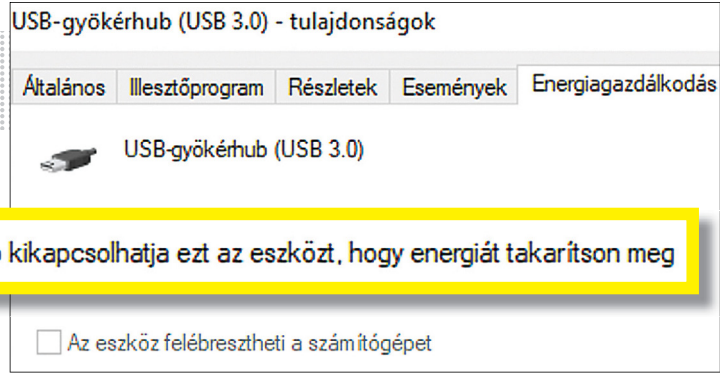 USB-gyökérhub (USB 3.0) - tulajdonságok
Általános Illesztőprogram Részletek Események Energiagazdálkodás
USB-gyökérhub (USB 3.0)
kikapcsolhatja ezt az eszközt, hogy energiát takarítson meg
Az eszköz felébresztheti a számítógépet